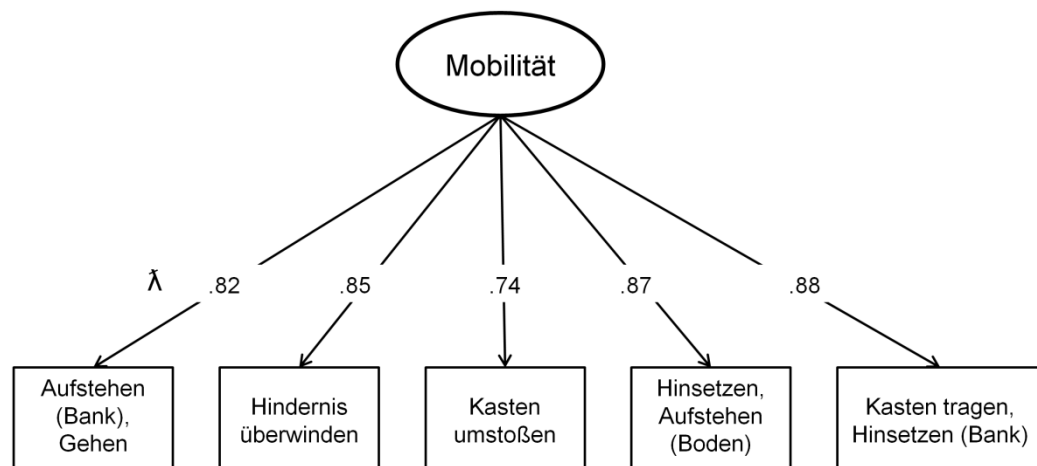 Mobilität
ƛ .82 .85 .74 .87 .88
Aufstehen
(Bank),
Gehen
Hindernis
überwinden
Kasten
umstoßen
Hinsetzen,
Aufstehen
(Boden)
Kasten tragen,
Hinsetzen (Bank)